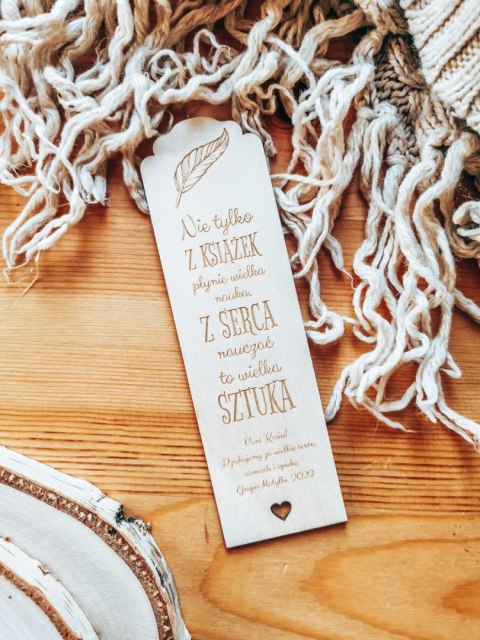 Nie tylko
Z KSIĄŻEK
płynie wielka
nauka,
Z SERCA
nauczać
to wielka
SZTUKA
Pani Kasiu!
Dziękujemy za wielkie serce,
uśmiech i opiekę,
Grupa Motylki, 2022